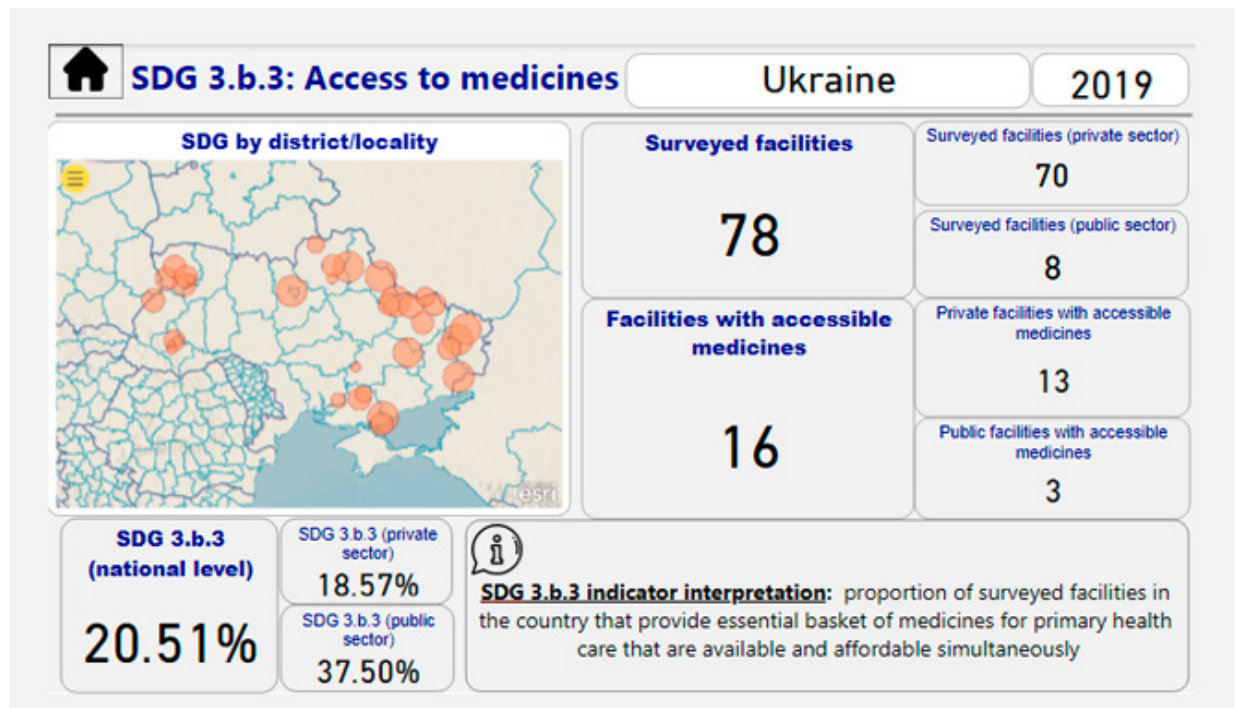 SDG 3.b.3: Access to medicines
Ukraine
2019
SDG by district/locality
esri
Surveyed facilities
78
Surveyed facilities (private sector)
70
Surveyed facilities (public sector)
8
Facilities with accessible
medicines
16
Private facilities with accessible
medicines
13
Public facilities with accessible
medicines
3
SDG 3.b.3
(national level)
20.51%
SDG 3.b.3 (private
sector)
18.57%
SDG 3.b.3 (public
sector)
37.50%
SDG 3.b.3 indicator interpretation: proportion of surveyed facilities in
the country that provide essential basket of medicines for primary health
care that are available and affordable simultaneously